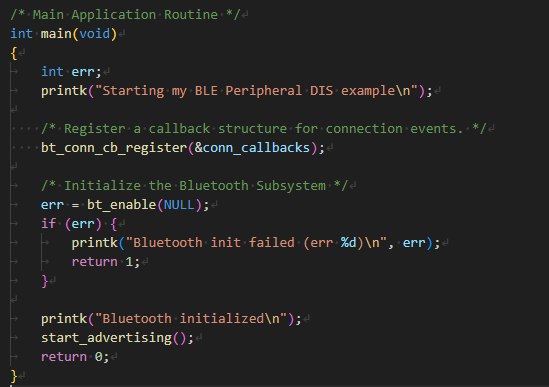 /* Main Application Routine */
int main(void)
{
    int err;
    printk("Starting my BLE Peripheral DIS example\n");

    /* Register a callback structure for connection events. */
    bt_conn_cb_register(&conn_callbacks);

    /* Initialize the Bluetooth Subsystem */
    err = bt_enable(NULL);
    if (err) {
        printk("Bluetooth init failed (err %d)\n", err);
        return 1;
    }

    printk("Bluetooth initialized\n");
    start_advertising();
    return 0;
}